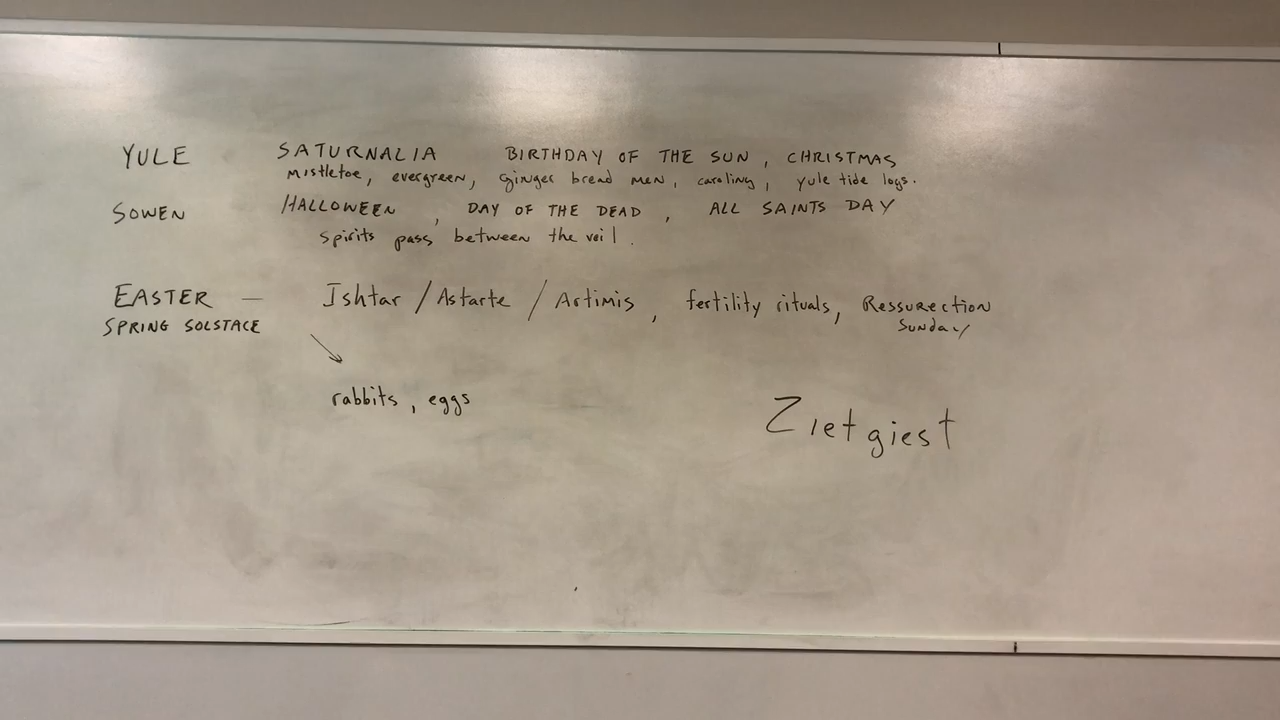 YULE SATURNALIA BIRTHDAY OF THE SUN, CHRISTMAS
mistletoe, evergreen, ginger bread men, caroling, yule tide logs.
SOWEN HALLOWEEN, DAY OF THE DEAD, ALL SAINTS DAY
spirits pass between the veil.
EASTER — Ishtar / Astarte / Artimis, fertility rituals, Ressurection
SPRING SOLSTACE Sunday
rabbits, eggs
Zietgiest